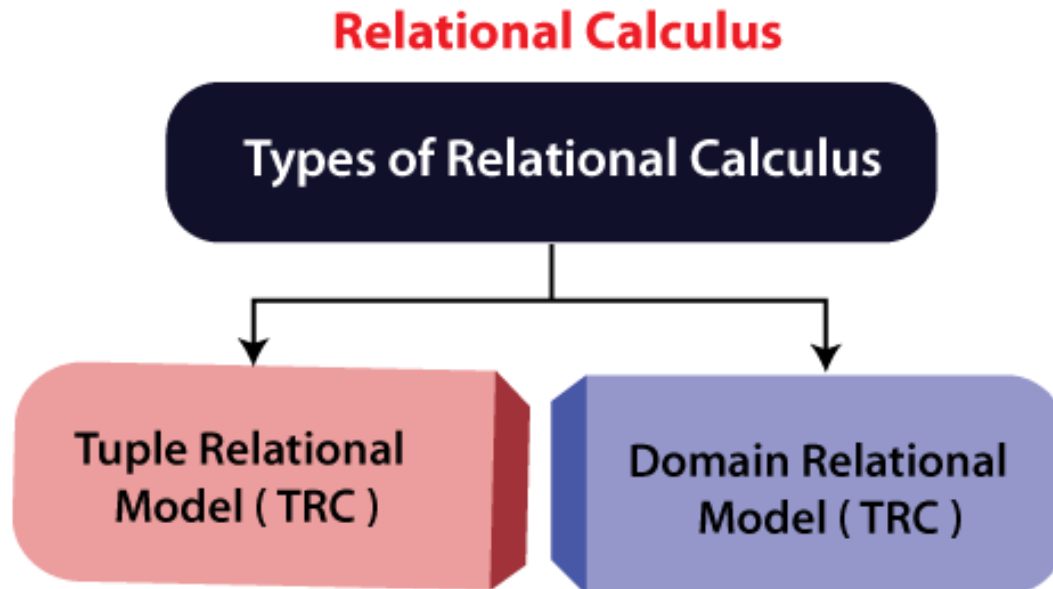 Relational Calculus
Types of Relational Calculus
Tuple Relational
Model ( TRC )
Domain Relational
Model ( TRC )